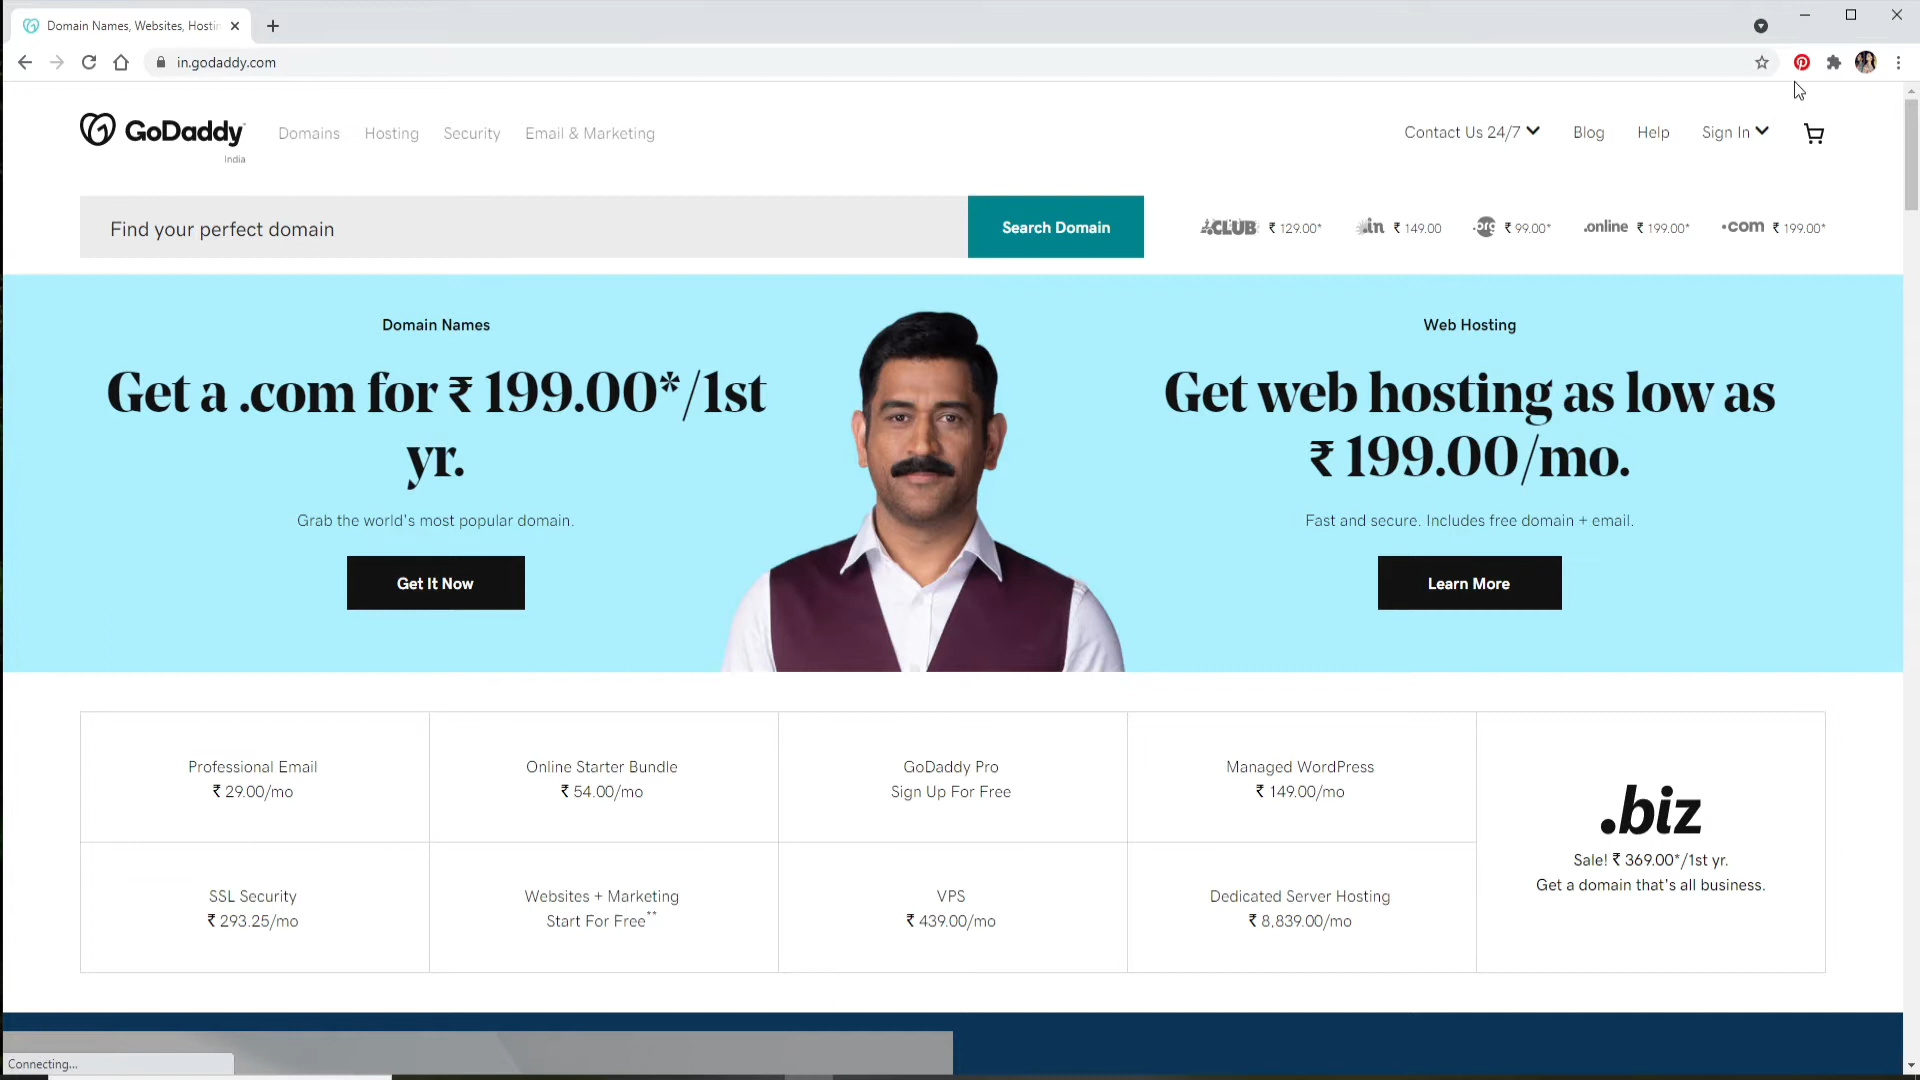 Domain Names, Websites, Hostin
in.godaddy.com
GoDaddy
India
Domains
Hosting
Security
Email & Marketing
Contact Us 24/7
Blog
Help
Sign In
Find your perfect domain
Search Domain
.CLUB ₹ 129.00*
.in ₹ 149.00
.org ₹ 99.00*
.online ₹ 199.00*
.com ₹ 199.00*
Domain Names
Get a .com for ₹ 199.00*/1st
yr.
Grab the world's most popular domain.
Get It Now
Web Hosting
Get web hosting as low as
₹ 199.00/mo.
Fast and secure. Includes free domain + email.
Learn More
Professional Email
₹ 29.00/mo
Online Starter Bundle
₹ 54.00/mo
GoDaddy Pro
Sign Up For Free
Managed WordPress
₹ 149.00/mo
.biz
Sale! ₹ 369.00*/1st yr.
Get a domain that's all business.
SSL Security
₹ 293.25/mo
Websites + Marketing
Start For Free**
VPS
₹ 439.00/mo
Dedicated Server Hosting
₹ 8,839.00/mo
Connecting...